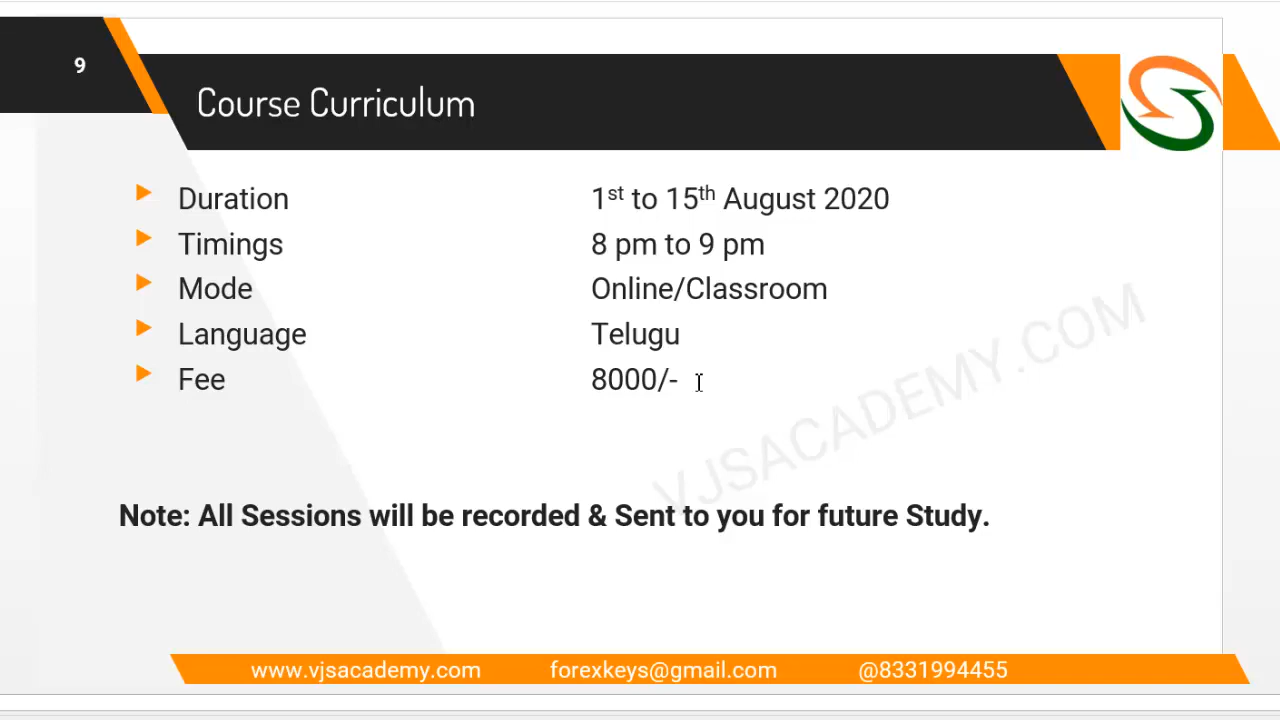 9
Course Curriculum
Duration 1st to 15th August 2020
Timings 8 pm to 9 pm
Mode Online/Classroom
Language Telugu
Fee 8000/-
VJSACADEMY.COM
Note: All Sessions will be recorded & Sent to you for future Study.
www.vjsacademy.com forexkeys@gmail.com @8331994455